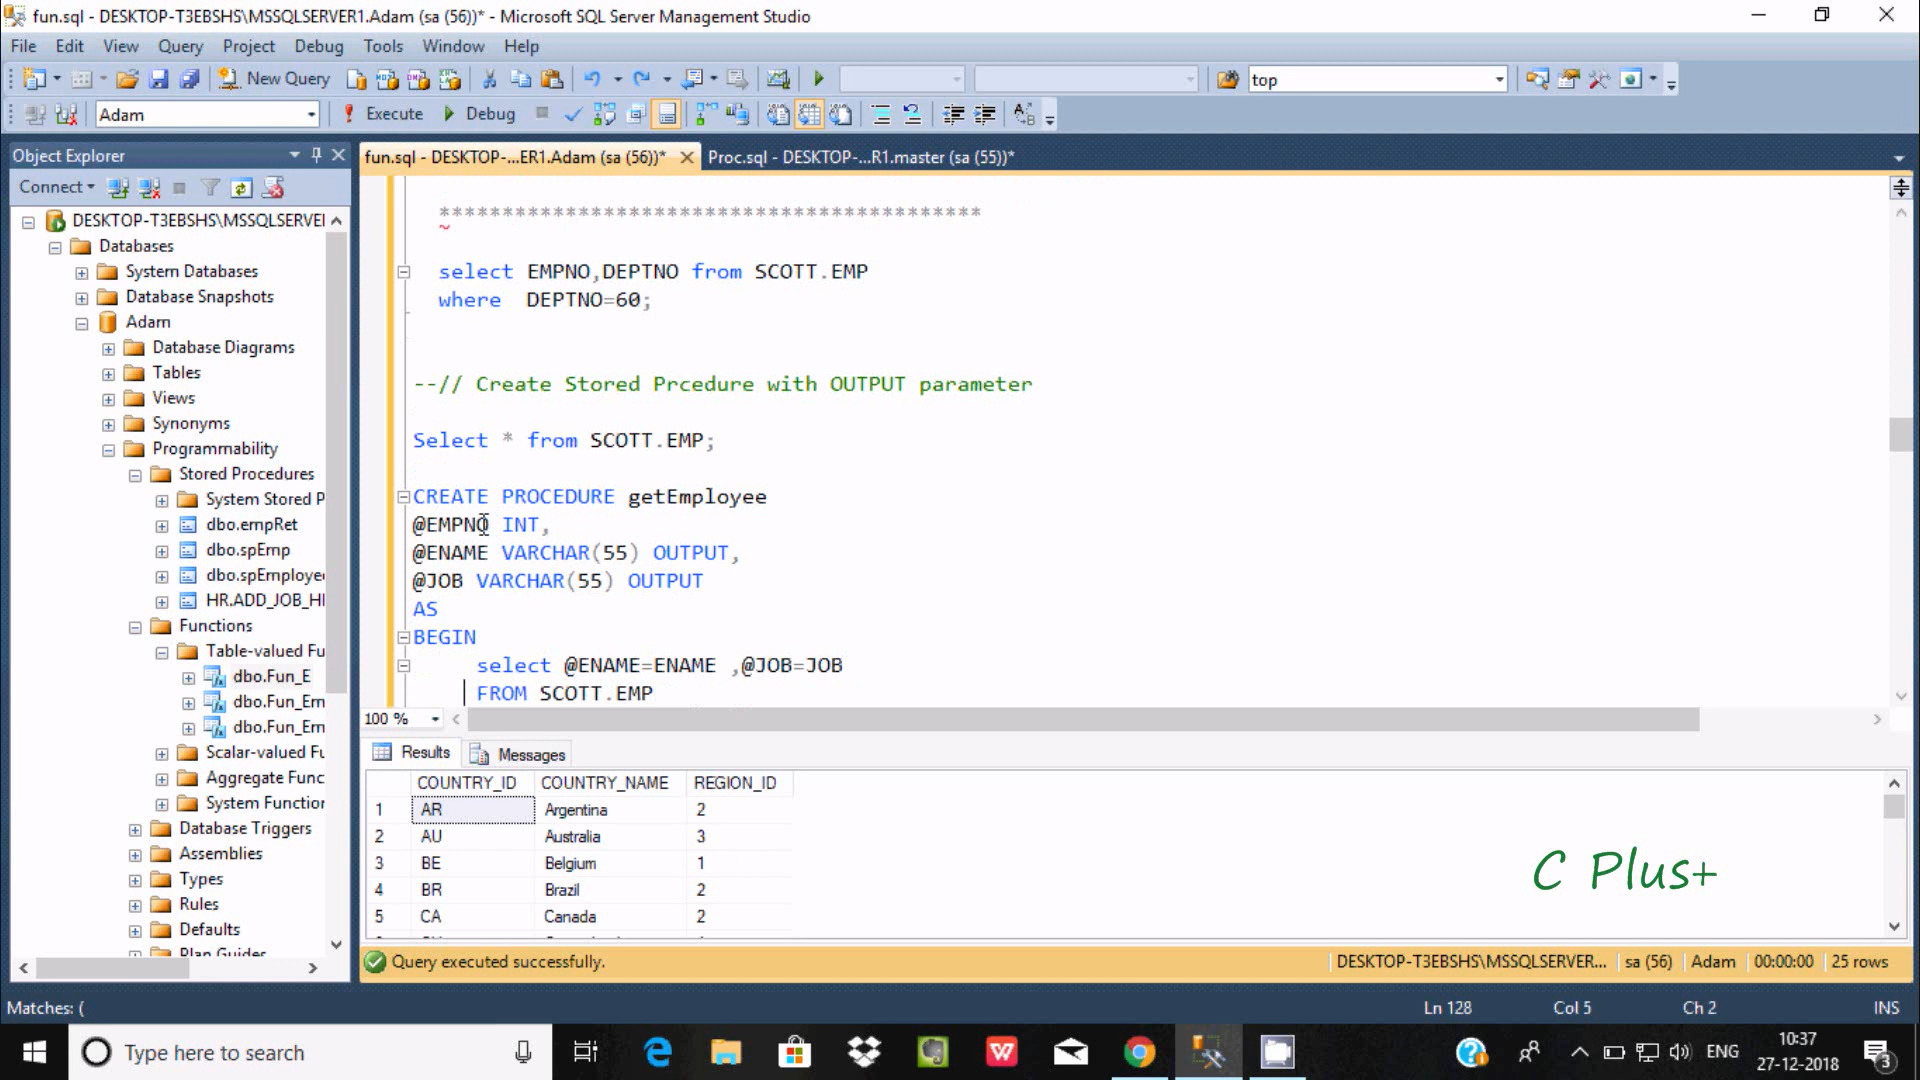 fun.sql - DESKTOP-T3EBSHS\MSSQLSERVER1.Adam (sa (56))* - Microsoft SQL Server Management Studio
File Edit View Query Project Debug Tools Window Help
New Query top
Adam Execute Debug
Object Explorer
Connect
DESKTOP-T3EBSHS\MSSQLSERVEI
Databases
System Databases
Database Snapshots
Adam
Database Diagrams
Tables
Views
Synonyms
Programmability
Stored Procedures
System Stored P
dbo.empRet
dbo.spEmp
dbo.spEmploye
HR.ADD_JOB_HI
Functions
Table-valued Fu
dbo.Fun_E
dbo.Fun_Em
dbo.Fun_Em
Scalar-valued Fu
Aggregate Func
System Function
Database Triggers
Assemblies
Types
Rules
Defaults
Plan Guides
fun.sql - DESKTOP-...ER1.Adam (sa (56))* Proc.sql - DESKTOP-...R1.master (sa (55))*
*******************************************
select EMPNO,DEPTNO from SCOTT.EMP
where DEPTNO=60;
--// Create Stored Prcedure with OUTPUT parameter
Select * from SCOTT.EMP;
CREATE PROCEDURE getEmployee
@EMPNO INT,
@ENAME VARCHAR(55) OUTPUT,
@JOB VARCHAR(55) OUTPUT
AS
BEGIN
select @ENAME=ENAME ,@JOB=JOB
FROM SCOTT.EMP
100 %
Results Messages
COUNTRY_ID COUNTRY_NAME REGION_ID
1 AR Argentina 2
2 AU Australia 3
3 BE Belgium 1
4 BR Brazil 2
5 CA Canada 2
C Plus+
Query executed successfully. DESKTOP-T3EBSHS\MSSQLSERVER... sa (56) Adam 00:00:00 25 rows
Matches: ( Ln 128 Col 5 Ch 2 INS
Type here to search ENG 10:37
27-12-2018 3